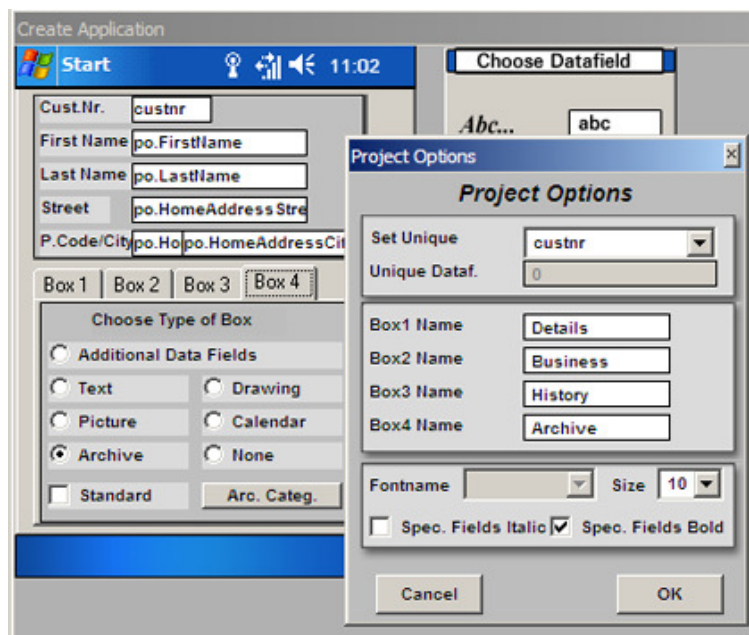 Create Application
Start 11:02
Cust.Nr. custnr
First Name po.FirstName
Last Name po.LastName
Street po.HomeAddressStre
P.Code/City po.Ho po.HomeAddressCit
Box 1 Box 2 Box 3 Box 4
Choose Type of Box
Additional Data Fields
Text Drawing
Picture Calendar
Archive None
Standard Arc. Categ.
Choose Datafield
Abc... abc
Project Options
Project Options
Set Unique custnr
Unique Dataf. 0
Box1 Name Details
Box2 Name Business
Box3 Name History
Box4 Name Archive
Fontname Size 10
Spec. Fields Italic Spec. Fields Bold
Cancel OK